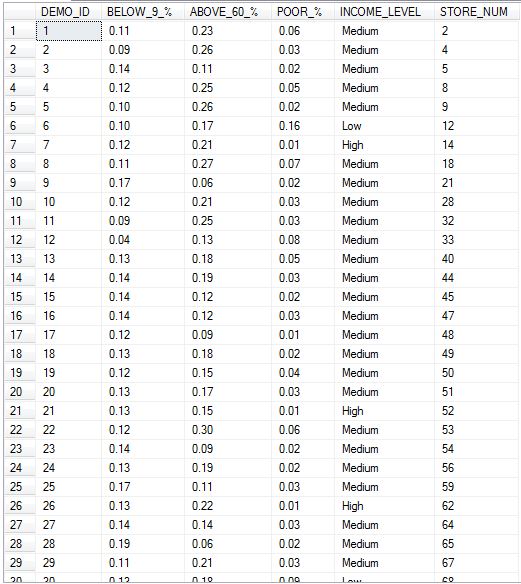 DEMO_ID BELOW_9_% ABOVE_60_% POOR_% INCOME_LEVEL STORE_NUM
1 1 0.11 0.23 0.06 Medium 2
2 2 0.09 0.26 0.03 Medium 4
3 3 0.14 0.11 0.02 Medium 5
4 4 0.12 0.25 0.05 Medium 8
5 5 0.10 0.26 0.02 Medium 9
6 6 0.10 0.17 0.16 Low 12
7 7 0.12 0.21 0.01 High 14
8 8 0.11 0.27 0.07 Medium 18
9 9 0.17 0.06 0.02 Medium 21
10 10 0.12 0.21 0.03 Medium 28
11 11 0.09 0.25 0.03 Medium 32
12 12 0.04 0.13 0.08 Medium 33
13 13 0.13 0.18 0.05 Medium 40
14 14 0.14 0.19 0.03 Medium 44
15 15 0.14 0.12 0.02 Medium 45
16 16 0.14 0.12 0.03 Medium 47
17 17 0.12 0.09 0.01 Medium 48
18 18 0.13 0.18 0.02 Medium 49
19 19 0.12 0.15 0.04 Medium 50
20 20 0.13 0.17 0.03 Medium 51
21 21 0.13 0.15 0.01 High 52
22 22 0.12 0.30 0.06 Medium 53
23 23 0.14 0.09 0.02 Medium 54
24 24 0.13 0.19 0.02 Medium 56
25 25 0.17 0.11 0.03 Medium 59
26 26 0.13 0.22 0.01 High 62
27 27 0.14 0.14 0.03 Medium 64
28 28 0.19 0.06 0.02 Medium 65
29 29 0.11 0.21 0.03 Medium 67
30 30 0.18 0.09 Low 68